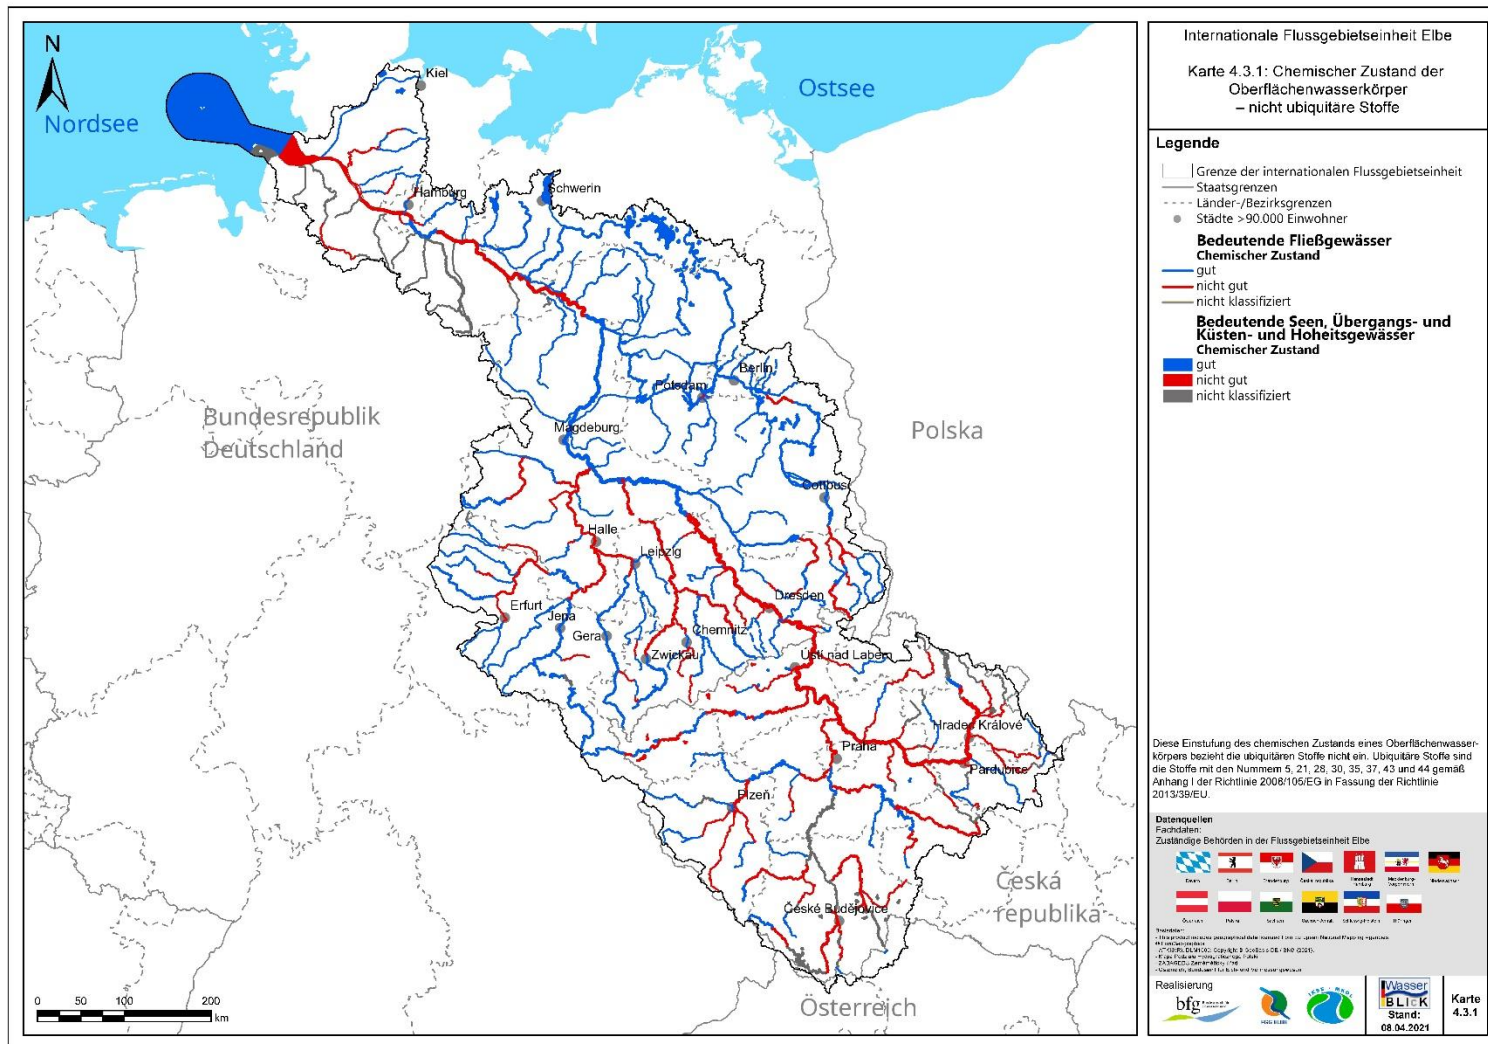 N
Nordsee
Ostsee
Kiel
Hamburg
Schwerin
Berlin
Potsdam
Bundesrepublik
Deutschland
Polska
Magdeburg
Cottbus
Halle
Leipzig
Erfurt
Jena
Gera
Dresden
Chemnitz
Zwickau
Ústí nad Labem
Hradec Králové
Praha
Pardubice
Plzeň
Česká
republika
České Budějovice
Österreich
0 50 100 200
km
Internationale Flussgebietseinheit Elbe
Karte 4.3.1: Chemischer Zustand der
Oberflächenwasserkörper
– nicht ubiquitäre Stoffe
Legende
Grenze der internationalen Flussgebietseinheit
Staatsgrenzen
Länder-/Bezirksgrenzen
Städte >90.000 Einwohner
Bedeutende Fließgewässer
Chemischer Zustand
gut
nicht gut
nicht klassifiziert
Bedeutende Seen, Übergangs- und
Küsten- und Hoheitsgewässer
Chemischer Zustand
gut
nicht gut
nicht klassifiziert
Diese Einstufung des chemischen Zustands eines Oberflächenwasser-
körpers bezieht die ubiquitären Stoffe nicht ein. Ubiquitäre Stoffe sind
die Stoffe mit den Nummern 5, 21, 28, 30, 35, 37, 43 und 44 gemäß
Anhang I der Richtlinie 2008/105/EG in Fassung der Richtlinie
2013/39/EU.
Datenquellen
Fachdaten:
Zuständige Behörden in der Flussgebietseinheit Elbe
Realisierung
bfg
FGG ELBE
IKSE - MKOL
Wasser
BLIcK
Stand:
08.04.2021
Karte
4.3.1